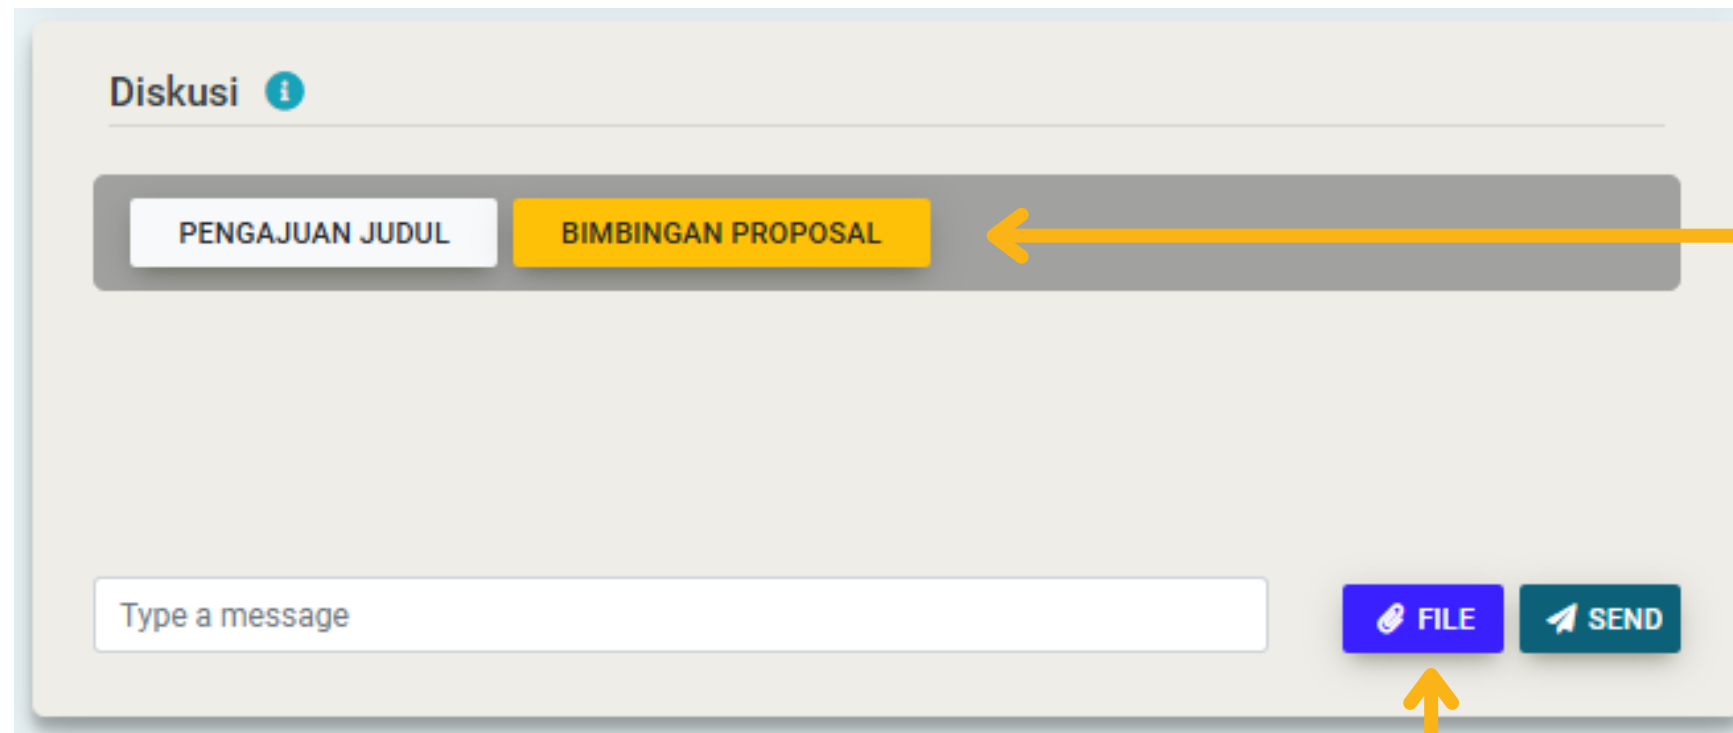 Diskusi
PENGAJUAN JUDUL BIMBINGAN PROPOSAL
Type a message FILE SEND